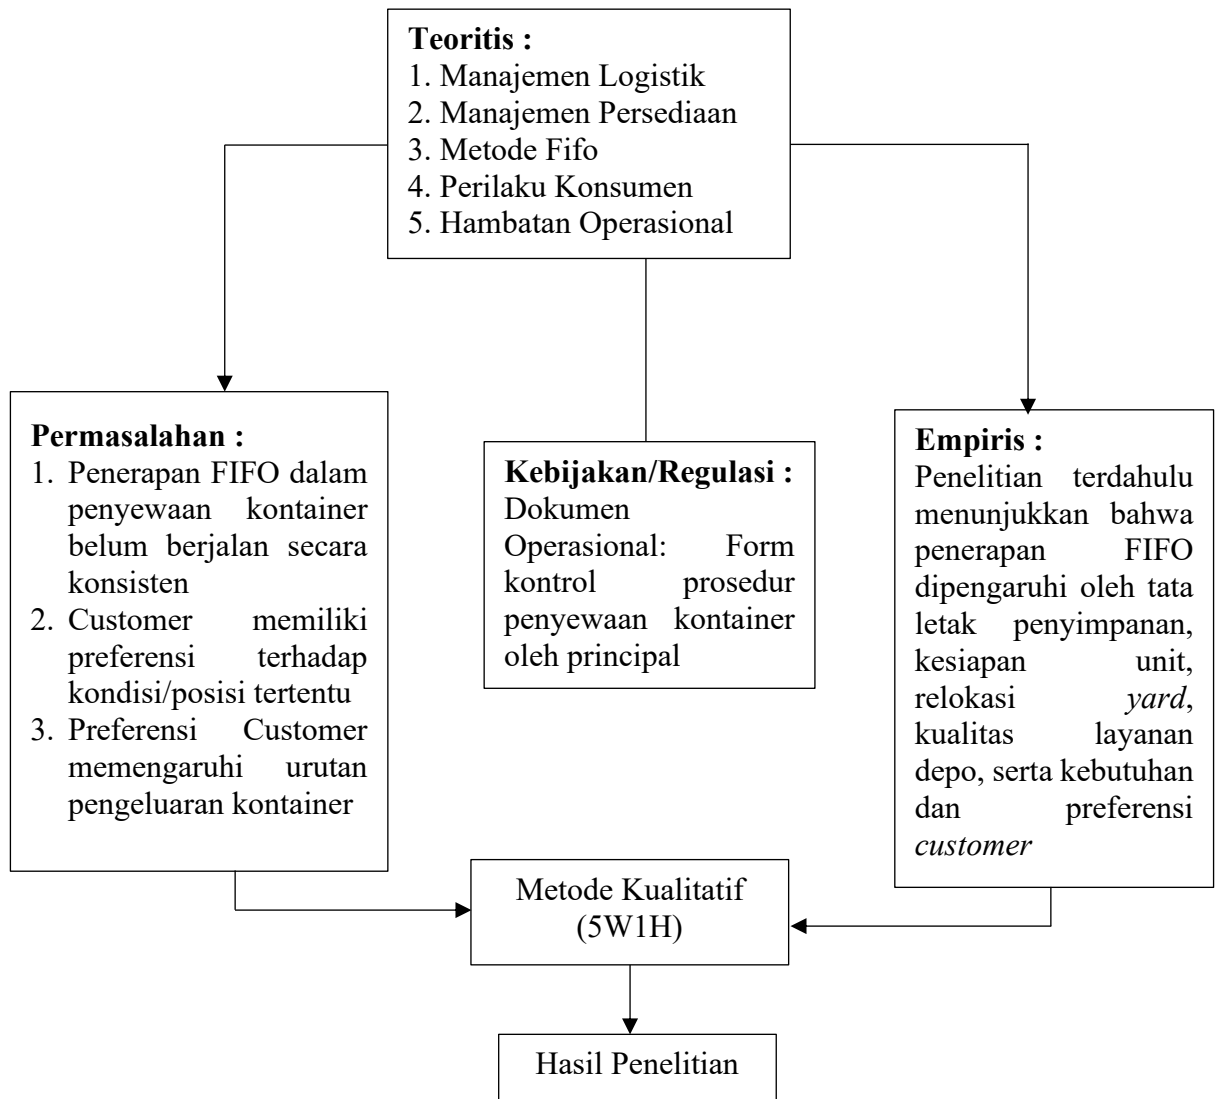 Teoritis :
1. Manajemen Logistik
2. Manajemen Persediaan
3. Metode Fifo
4. Perilaku Konsumen
5. Hambatan Operasional
Permasalahan :
1. Penerapan FIFO dalam
penyewaan kontainer
belum berjalan secara
konsisten
2. Customer memiliki
preferensi terhadap
kondisi/posisi tertentu
3. Preferensi Customer
memengaruhi urutan
pengeluaran kontainer
Kebijakan/Regulasi :
Dokumen
Operasional: Form
kontrol prosedur
penyewaan kontainer
oleh principal
Empiris :
Penelitian terdahulu
menunjukkan bahwa
penerapan FIFO
dipengaruhi oleh tata
letak penyimpanan,
kesiapan unit,
relokasi yard,
kualitas layanan
depo, serta kebutuhan
dan preferensi
customer
Metode Kualitatif
(5W1H)
Hasil Penelitian